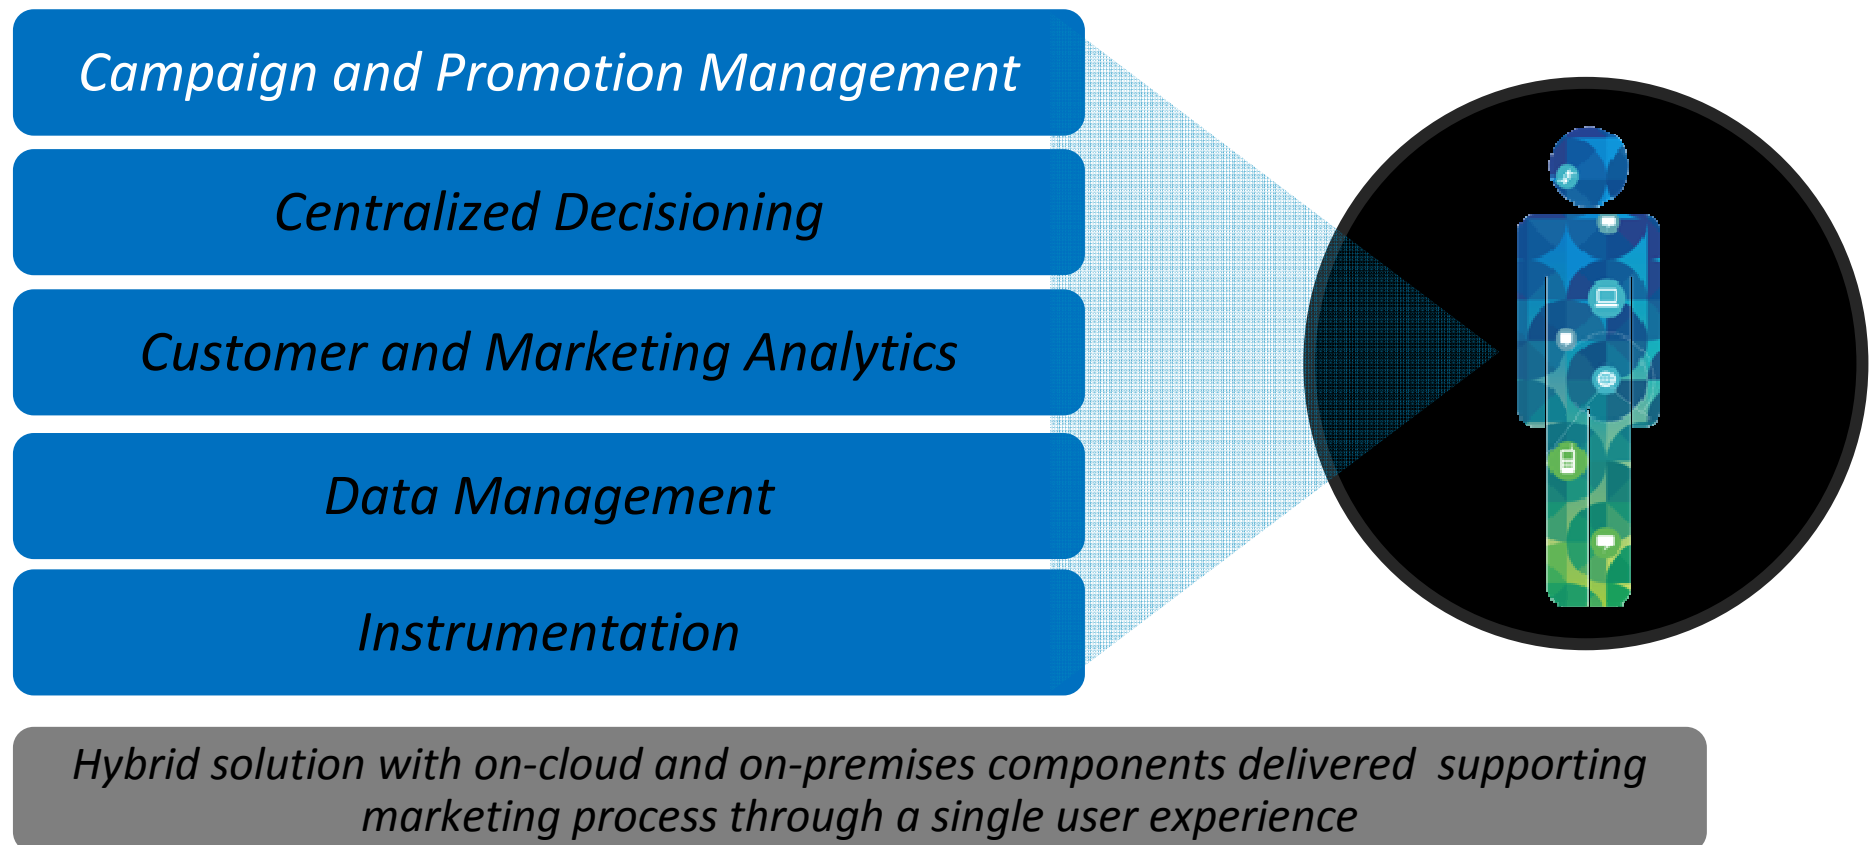 Campaign and Promotion Management
Centralized Decisioning
Customer and Marketing Analytics
Data Management
Instrumentation
Hybrid solution with on-cloud and on-premises components delivered  supporting
marketing process through a single user experience